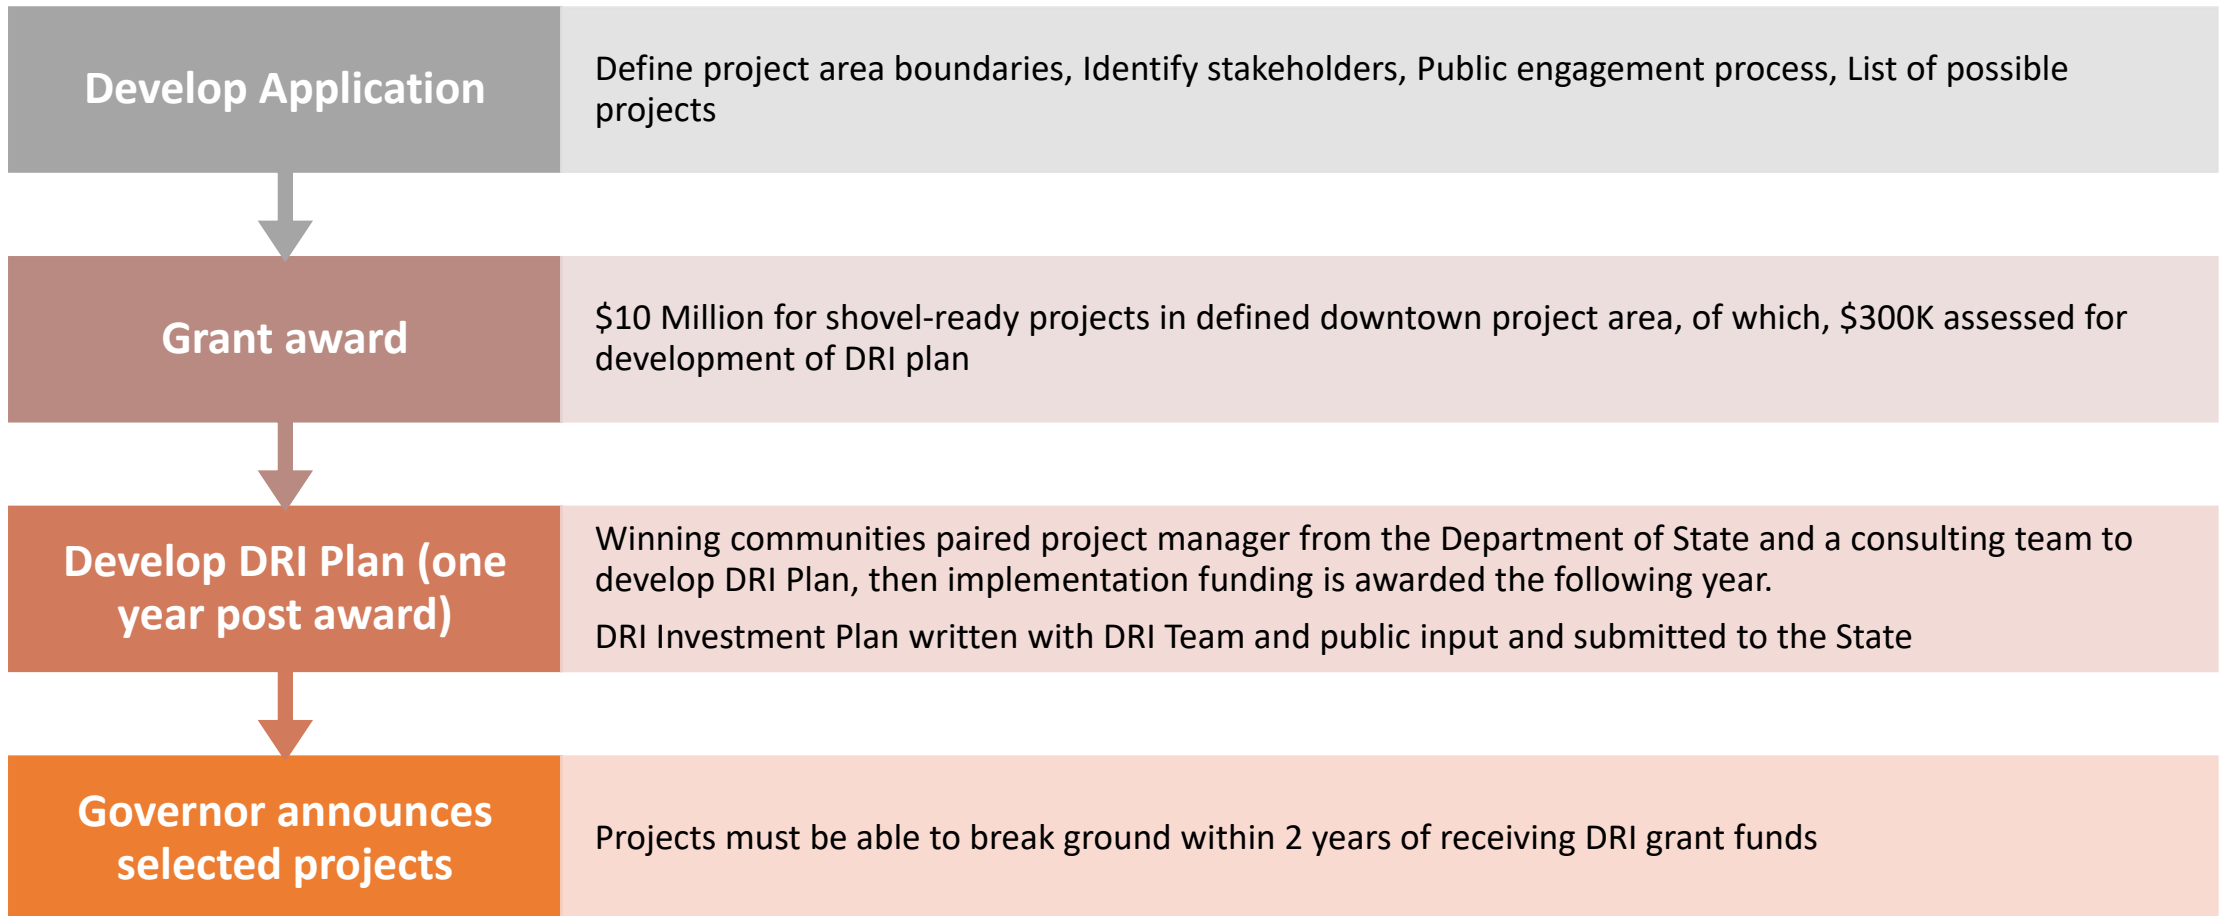 Develop Application
Define project area boundaries, Identify stakeholders, Public engagement process, List of possible
projects
Grant award
$10 Million for shovel-ready projects in defined downtown project area, of which, $300K assessed for
development of DRI plan
Develop DRI Plan (one
year post award)
Winning communities paired project manager from the Department of State and a consulting team to
develop DRI Plan, then implementation funding is awarded the following year.
DRI Investment Plan written with DRI Team and public input and submitted to the State
Governor announces
selected projects
Projects must be able to break ground within 2 years of receiving DRI grant funds